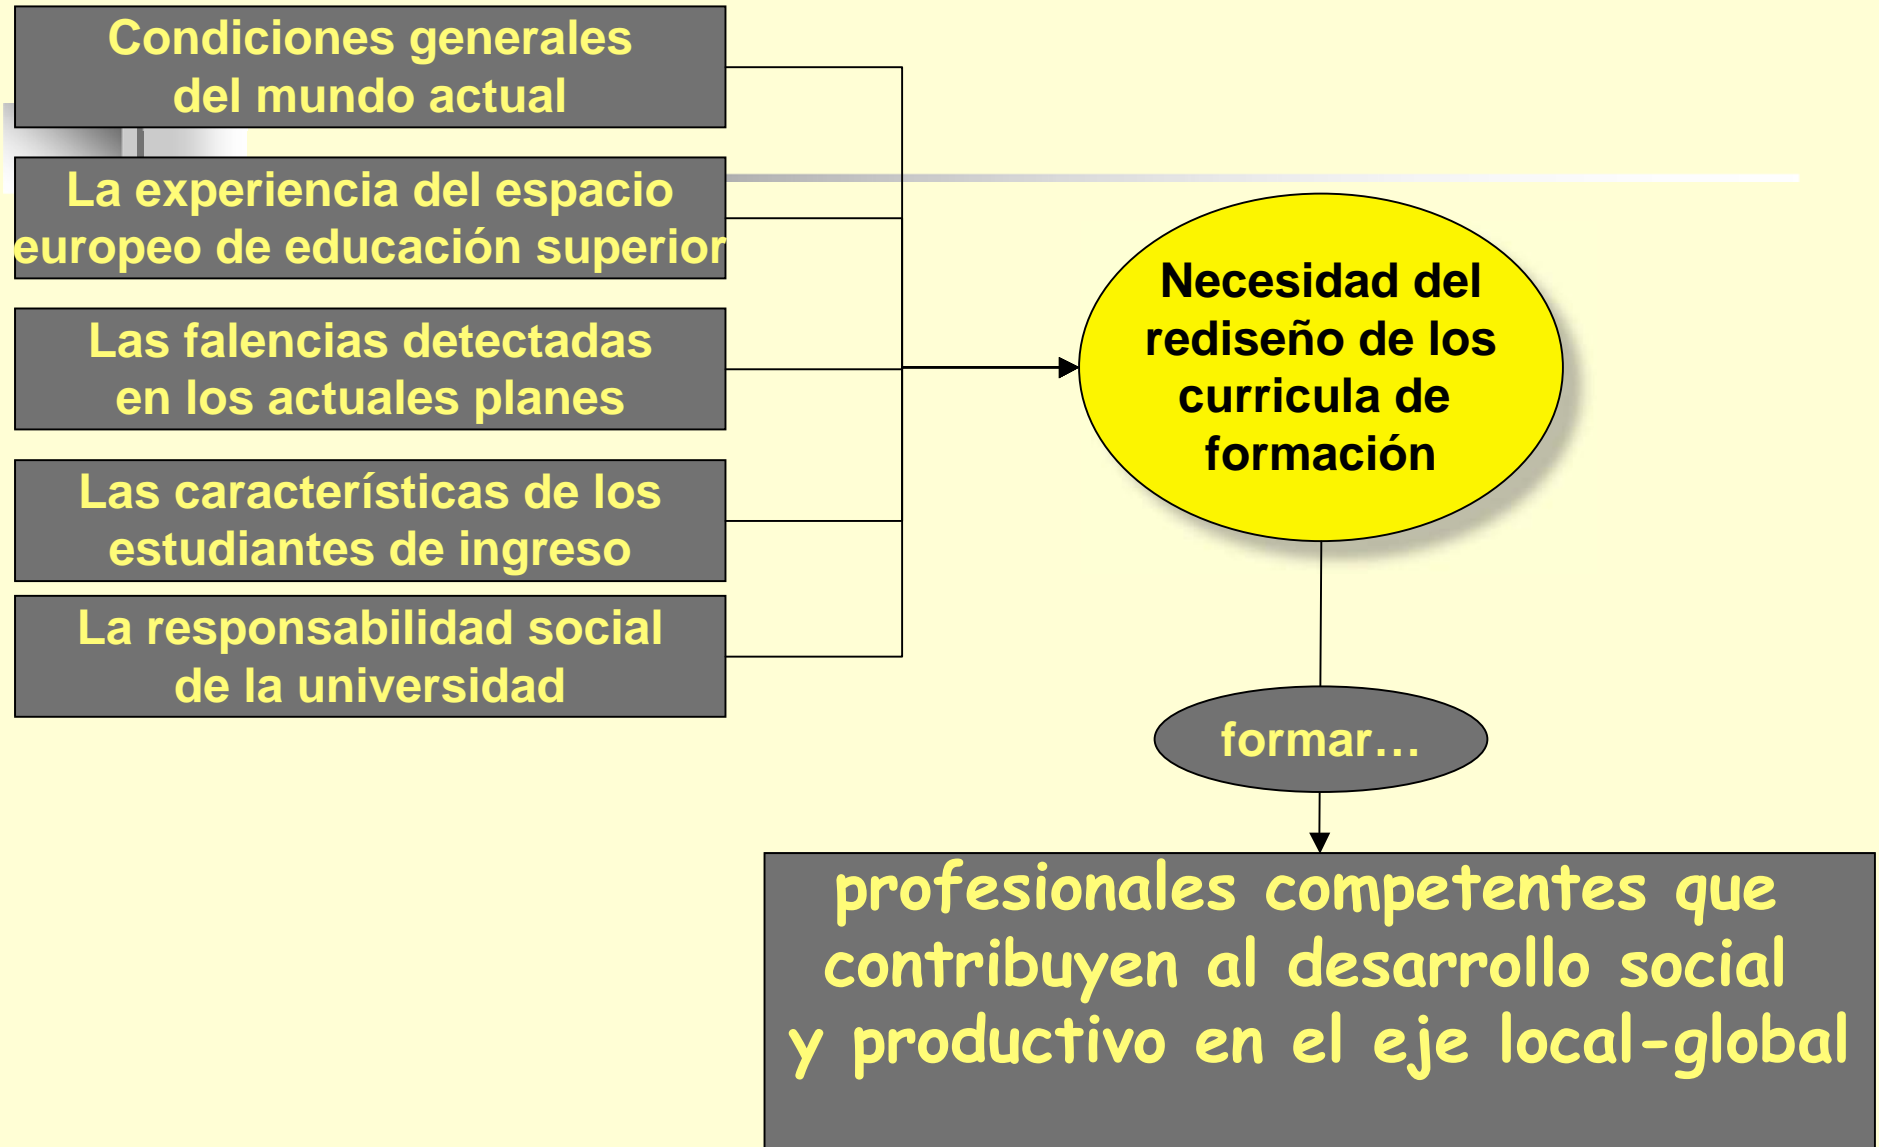 Condiciones generales
del mundo actual
La experiencia del espacio
europeo de educación superior
Las falencias detectadas
en los actuales planes
Las características de los
estudiantes de ingreso
La responsabilidad social
de la universidad
Necesidad del
rediseño de los
curricula de
formación
formar…
profesionales competentes que
contribuyen al desarrollo social
y productivo en el eje local-global